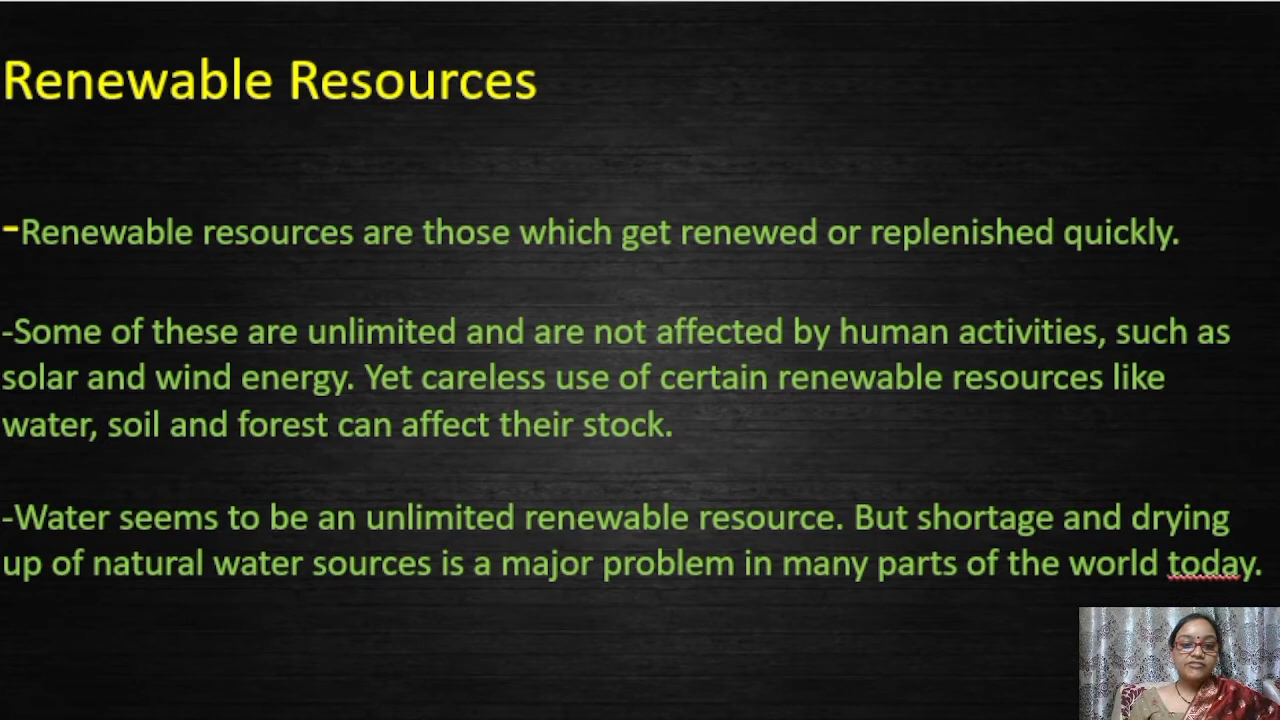 Renewable Resources
-Renewable resources are those which get renewed or replenished quickly.
-Some of these are unlimited and are not affected by human activities, such as
solar and wind energy. Yet careless use of certain renewable resources like
water, soil and forest can affect their stock.
-Water seems to be an unlimited renewable resource. But shortage and drying
up of natural water sources is a major problem in many parts of the world today.